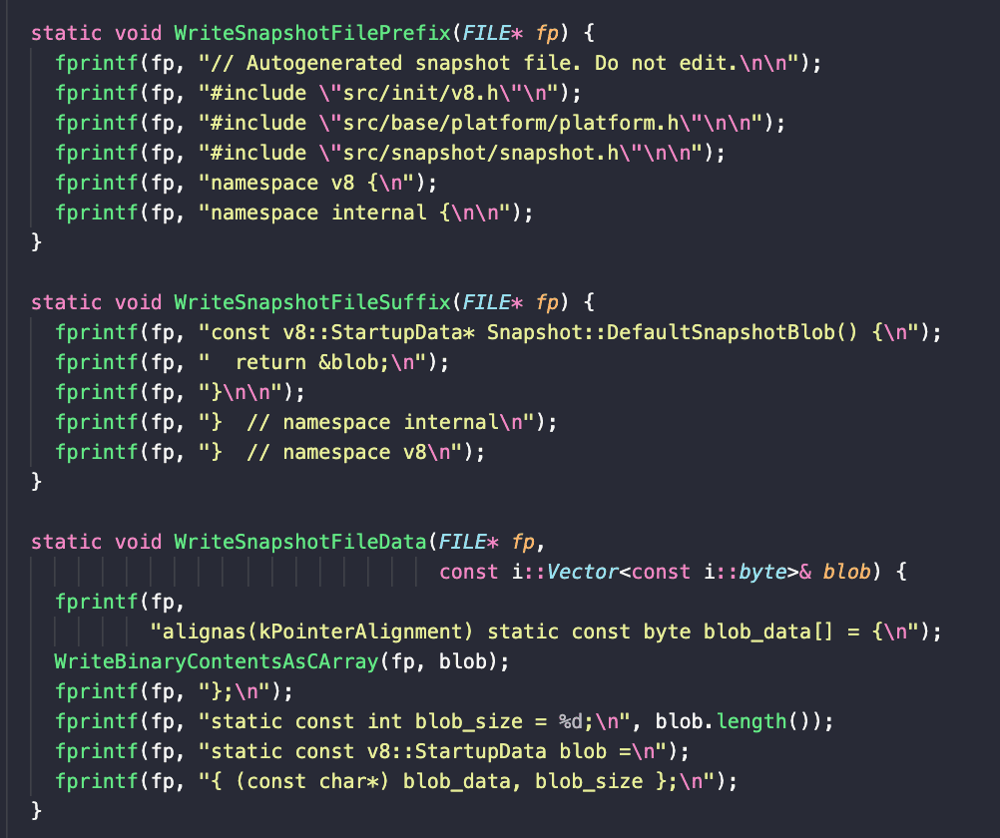 static void WriteSnapshotFilePrefix(FILE* fp) {
  fprintf(fp, "// Autogenerated snapshot file. Do not edit.\n\n");
  fprintf(fp, "#include \"src/init/v8.h\"\n");
  fprintf(fp, "#include \"src/base/platform/platform.h\"\n\n");
  fprintf(fp, "#include \"src/snapshot/snapshot.h\"\n\n");
  fprintf(fp, "namespace v8 {\n");
  fprintf(fp, "namespace internal {\n\n");
}

static void WriteSnapshotFileSuffix(FILE* fp) {
  fprintf(fp, "const v8::StartupData* Snapshot::DefaultSnapshotBlob() {\n");
  fprintf(fp, "  return &blob;\n");
  fprintf(fp, "}\n\n");
  fprintf(fp, "}  // namespace internal\n");
  fprintf(fp, "}  // namespace v8\n");
}

static void WriteSnapshotFileData(FILE* fp,
                                  const i::Vector<const i::byte>& blob) {
  fprintf(fp,
          "alignas(kPointerAlignment) static const byte blob_data[] = {\n");
  WriteBinaryContentsAsCArray(fp, blob);
  fprintf(fp, "};\n");
  fprintf(fp, "static const int blob_size = %d;\n", blob.length());
  fprintf(fp, "static const v8::StartupData blob =\n");
  fprintf(fp, "{ (const char*) blob_data, blob_size };\n");
}